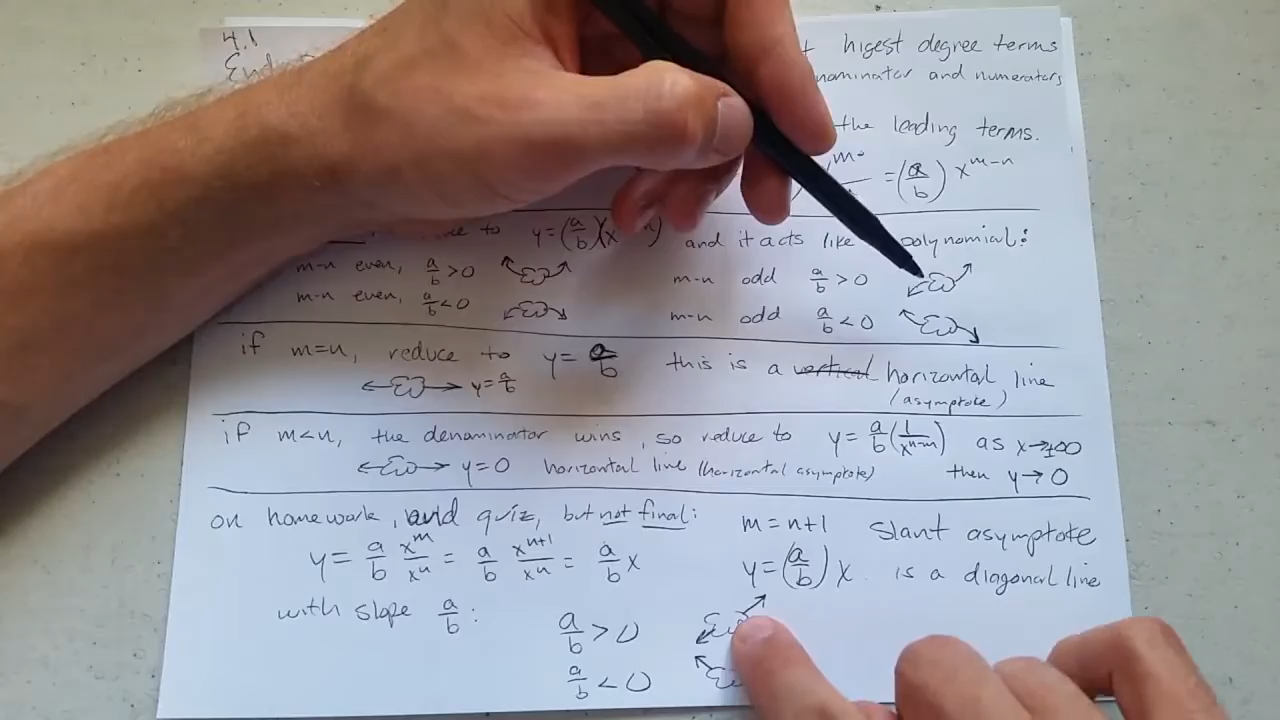 4.1
higest degree terms
and numerators
the leading terms.
= (a/b) x^m-n
to y=(a/b)(x and it acts like polynomial:
m-n even, a/b>0 m-n odd a/b>0
m-n even, a/b<0 m-n odd a/b<0
if m=n, reduce to y= a/b this is a vertical horizontal line
y=a/b (asymptote)
if m<n, the denominator wins, so reduce to y=a/b(1/x^n-m) as x→±∞
y=0 horizontal line (horizontal asymptote) then y→0
on homework, and quiz, but not final: m=n+1 slant asymptote
y= a/b x^m/x^n = a/b x^n+1/x^n = a/b x y=(a/b)x is a diagonal line
with slope a/b:
a/b > 0
a/b < 0